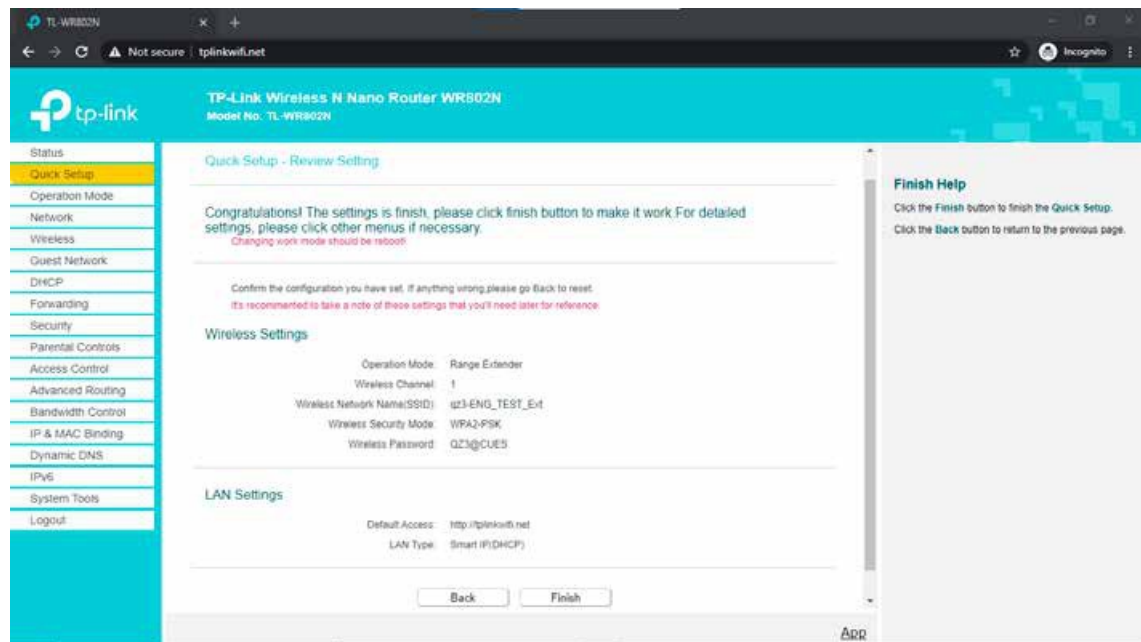 TL-WR802N
Not secure | tplinkwifi.net
Incognito
tp-link
TP-Link Wireless N Nano Router WR802N
Model No. TL-WR802N
Status
Quick Setup
Operation Mode
Network
Wireless
Guest Network
DHCP
Forwarding
Security
Parental Controls
Access Control
Advanced Routing
Bandwidth Control
IP & MAC Binding
Dynamic DNS
IPv6
System Tools
Logout
Quick Setup - Review Setting
Congratulations! The settings is finish, please click finish button to make it work.For detailed
settings, please click other menus if necessary.
Changing work mode should be reboot!
Confirm the configuration you have set. If anything wrong,please go Back to reset.
It's recommented to take a note of these settings that you'll need later for reference.
Wireless Settings
Operation Mode: Range Extender
Wireless Channel: 1
Wireless Network Name(SSID): qz3-ENG_TEST_Ext
Wireless Security Mode: WPA2-PSK
Wireless Password: QZ3@CUES
LAN Settings
Default Access: http://tplinkwifi.net
LAN Type: Smart IP(DHCP)
Back
Finish
App
Finish Help
Click the Finish button to finish the Quick Setup.
Click the Back button to return to the previous page.